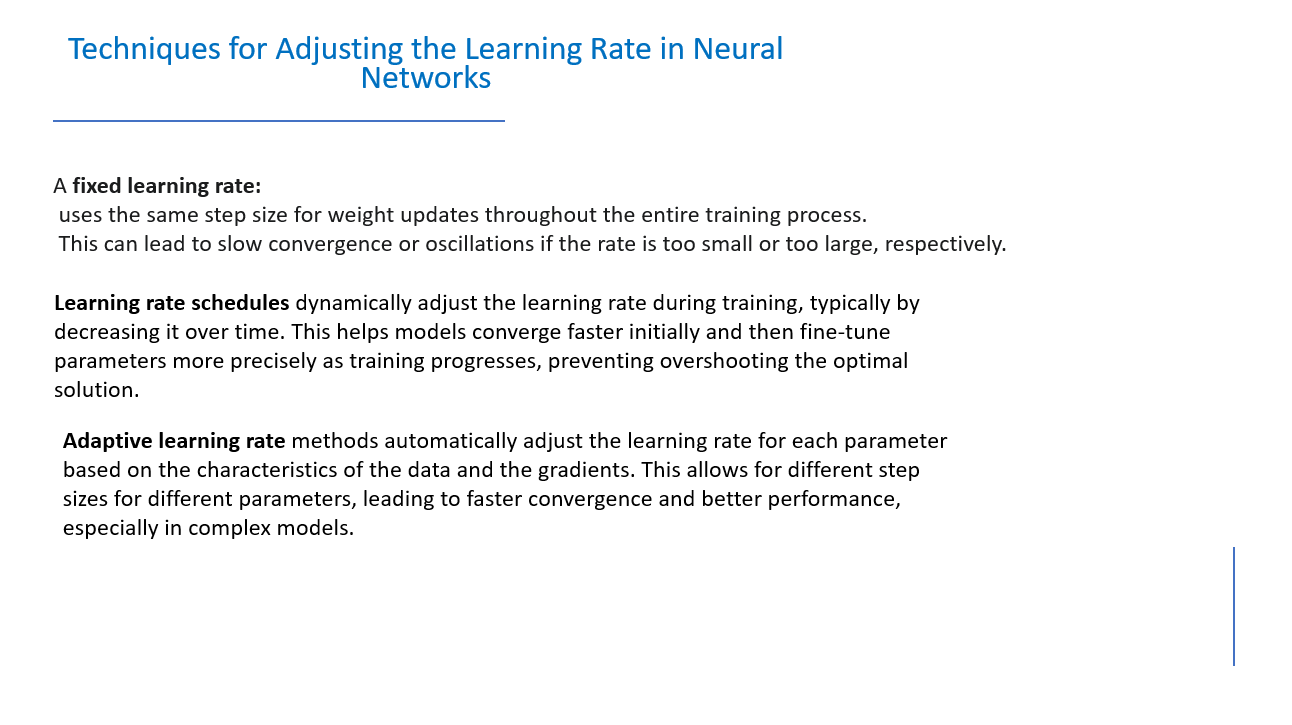 Techniques for Adjusting the Learning Rate in Neural
Networks
A fixed learning rate:
uses the same step size for weight updates throughout the entire training process.
This can lead to slow convergence or oscillations if the rate is too small or too large, respectively.
Learning rate schedules dynamically adjust the learning rate during training, typically by
decreasing it over time. This helps models converge faster initially and then fine-tune
parameters more precisely as training progresses, preventing overshooting the optimal
solution.
Adaptive learning rate methods automatically adjust the learning rate for each parameter
based on the characteristics of the data and the gradients. This allows for different step
sizes for different parameters, leading to faster convergence and better performance,
especially in complex models.